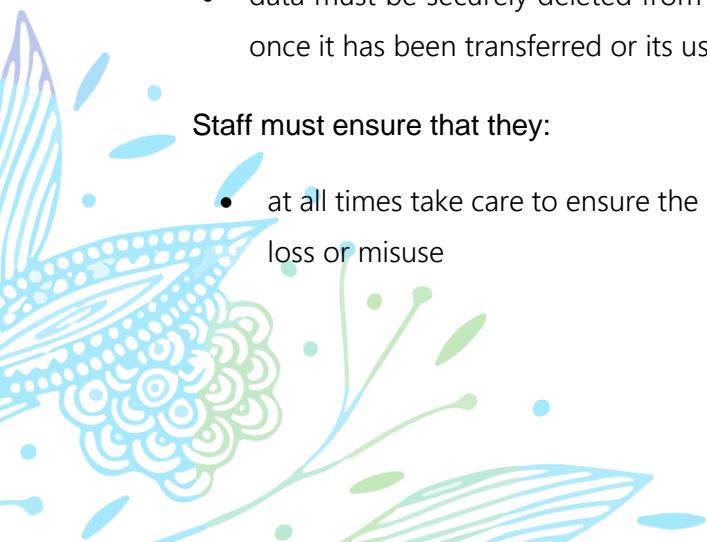 • data must be securely deleted from
once it has been transferred or its us
Staff must ensure that they:
• at all times take care to ensure the
loss or misuse